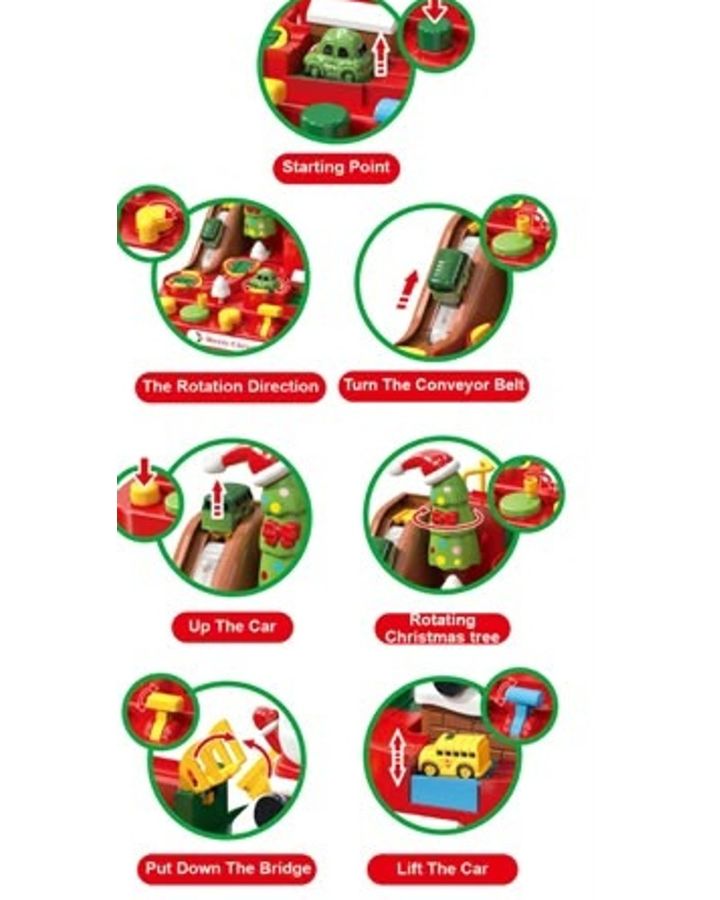 Starting Point
The Rotation Direction
Turn The Conveyor Belt
Up The Car
Rotating
Christmas tree
Put Down The Bridge
Lift The Car